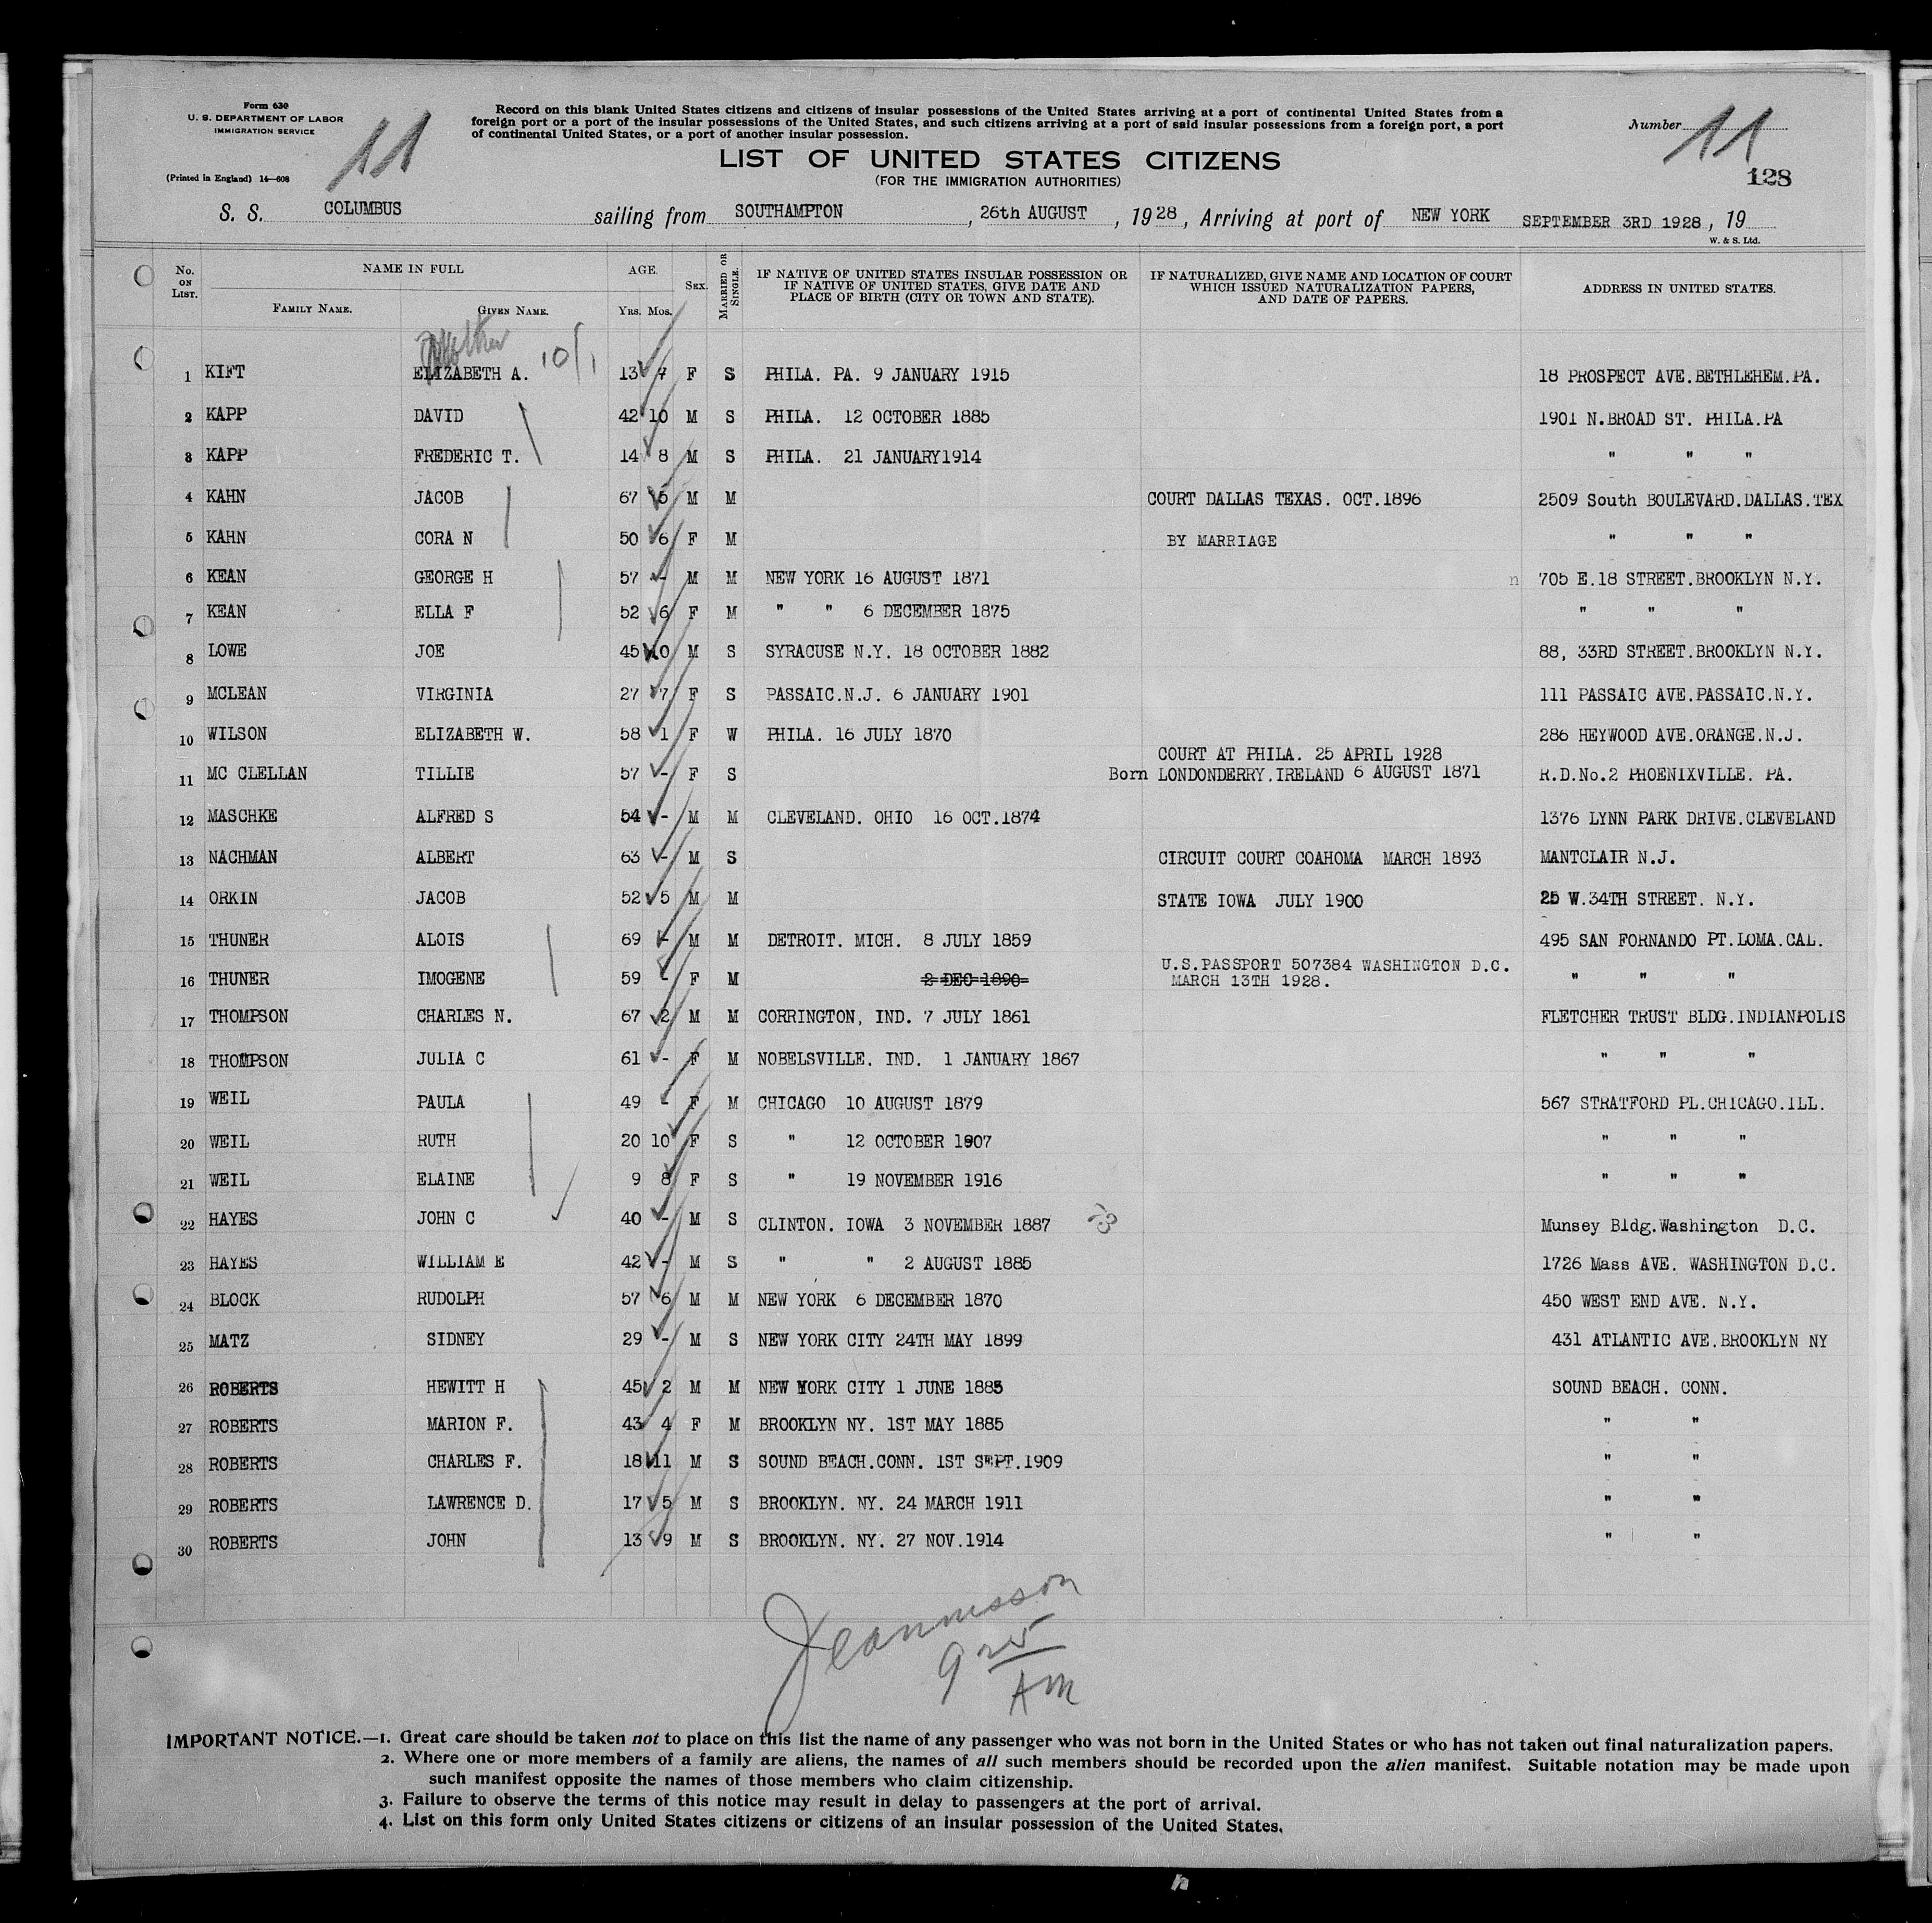 Form 630
U. S. DEPARTMENT OF LABOR
IMMIGRATION SERVICE
(Printed in England) 14—608
11
Record on this blank United States citizens and citizens of insular possessions of the United States arriving at a port of continental United States from a
foreign port or a port of the insular possessions of the United States, and such citizens arriving at a port of said insular possessions from a foreign port, a port
of continental United States, or a port of another insular possession.
Number 11
128
LIST OF UNITED STATES CITIZENS
(FOR THE IMMIGRATION AUTHORITIES)
S. S. COLUMBUS sailing from SOUTHAMPTON, 26th AUGUST, 1928, Arriving at port of NEW YORK SEPTEMBER 3RD 1928, 19
W. & S. Ltd.
No. ON LIST. NAME IN FULL FAMILY NAME. GIVEN NAME. AGE. YRS. MOS. SEX. MARRIED OR SINGLE. IF NATIVE OF UNITED STATES INSULAR POSSESSION OR IF NATIVE OF UNITED STATES, GIVE DATE AND PLACE OF BIRTH (CITY OR TOWN AND STATE). IF NATURALIZED, GIVE NAME AND LOCATION OF COURT WHICH ISSUED NATURALIZATION PAPERS, AND DATE OF PAPERS. ADDRESS IN UNITED STATES.
Mother 10/1
1 KIFT ELIZABETH A. 13 7 F S PHILA. PA. 9 JANUARY 1915 18 PROSPECT AVE.BETHLEHEM.PA.
2 KAPP DAVID 42 10 M S PHILA. 12 OCTOBER 1885 1901 N.BROAD ST. PHILA.PA
3 KAPP FREDERIC T. 14 8 M S PHILA. 21 JANUARY1914 " " "
4 KAHN JACOB 67 5 M M COURT DALLAS TEXAS. OCT.1896 2509 South BOULEVARD.DALLAS.TEX
5 KAHN CORA N 50 6 F M BY MARRIAGE " " "
6 KEAN GEORGE H 57 - M M NEW YORK 16 AUGUST 1871 n 705 E.18 STREET.BROOKLYN N.Y.
7 KEAN ELLA F 52 6 F M " " 6 DECEMBER 1875 " " "
8 LOWE JOE 45 10 M S SYRACUSE N.Y. 18 OCTOBER 1882 88, 33RD STREET.BROOKLYN N.Y.
9 MCLEAN VIRGINIA 27 7 F S PASSAIC.N.J. 6 JANUARY 1901 111 PASSAIC AVE.PASSAIC.N.Y.
10 WILSON ELIZABETH W. 58 1 F W PHILA. 16 JULY 1870 286 HEYWOOD AVE.ORANGE.N.J.
COURT AT PHILA. 25 APRIL 1928
11 MC CLELLAN TILLIE 57 - F S Born LONDONDERRY.IRELAND 6 AUGUST 1871 R.D.No.2 PHOENIXVILLE. PA.
12 MASCHKE ALFRED S 54 - M M CLEVELAND. OHIO 16 OCT.1874 1376 LYNN PARK DRIVE.CLEVELAND
13 NACHMAN ALBERT 63 - M S CIRCUIT COURT COAHOMA MARCH 1893 MANTCLAIR N.J.
14 ORKIN JACOB 52 5 M M STATE IOWA JULY 1900 25 W.34TH STREET. N.Y.
15 THUNER ALOIS 69 - M M DETROIT. MICH. 8 JULY 1859 495 SAN FORNANDO PT.LOMA.CAL.
16 THUNER IMOGENE 59 - F M 2 DEC 1890 U.S.PASSPORT 507384 WASHINGTON D.C. " " "
MARCH 13TH 1928.
17 THOMPSON CHARLES N. 67 2 M M CORRINGTON, IND. 7 JULY 1861 FLETCHER TRUST BLDG.INDIANPOLIS
18 THOMPSON JULIA C 61 - F M NOBELSVILLE. IND. 1 JANUARY 1867 " " "
19 WEIL PAULA 49 - F M CHICAGO 10 AUGUST 1879 567 STRATFORD PL.CHICAGO.ILL.
20 WEIL RUTH 20 10 F S " 12 OCTOBER 1907 " " "
21 WEIL ELAINE 9 8 F S " 19 NOVEMBER 1916 " " "
22 HAYES JOHN C 40 - M S CLINTON. IOWA 3 NOVEMBER 1887 Munsey Bldg.Washington D.C.
23 HAYES WILLIAM E 42 - M S " " 2 AUGUST 1885 1726 Mass AVE. WASHINGTON D.C.
24 BLOCK RUDOLPH 57 6 M M NEW YORK 6 DECEMBER 1870 450 WEST END AVE. N.Y.
25 MATZ SIDNEY 29 - M S NEW YORK CITY 24TH MAY 1899 431 ATLANTIC AVE.BROOKLYN NY
26 ROBERTS HEWITT H 45 2 M M NEW YORK CITY 1 JUNE 1885 SOUND BEACH. CONN.
27 ROBERTS MARION F. 43 4 F M BROOKLYN NY. 1ST MAY 1885 " "
28 ROBERTS CHARLES F. 18 11 M S SOUND BEACH.CONN. 1ST SEPT.1909 " "
29 ROBERTS LAWRENCE D. 17 5 M S BROOKLYN. NY. 24 MARCH 1911 " "
30 ROBERTS JOHN 13 9 M S BROOKLYN. NY. 27 NOV.1914 " "
AM
IMPORTANT NOTICE.—1. Great care should be taken not to place on this list the name of any passenger who was not born in the United States or who has not taken out final naturalization papers.
2. Where one or more members of a family are aliens, the names of all such members should be recorded upon the alien manifest. Suitable notation may be made upon
such manifest opposite the names of those members who claim citizenship.
3. Failure to observe the terms of this notice may result in delay to passengers at the port of arrival.
4. List on this form only United States citizens or citizens of an insular possession of the United States.